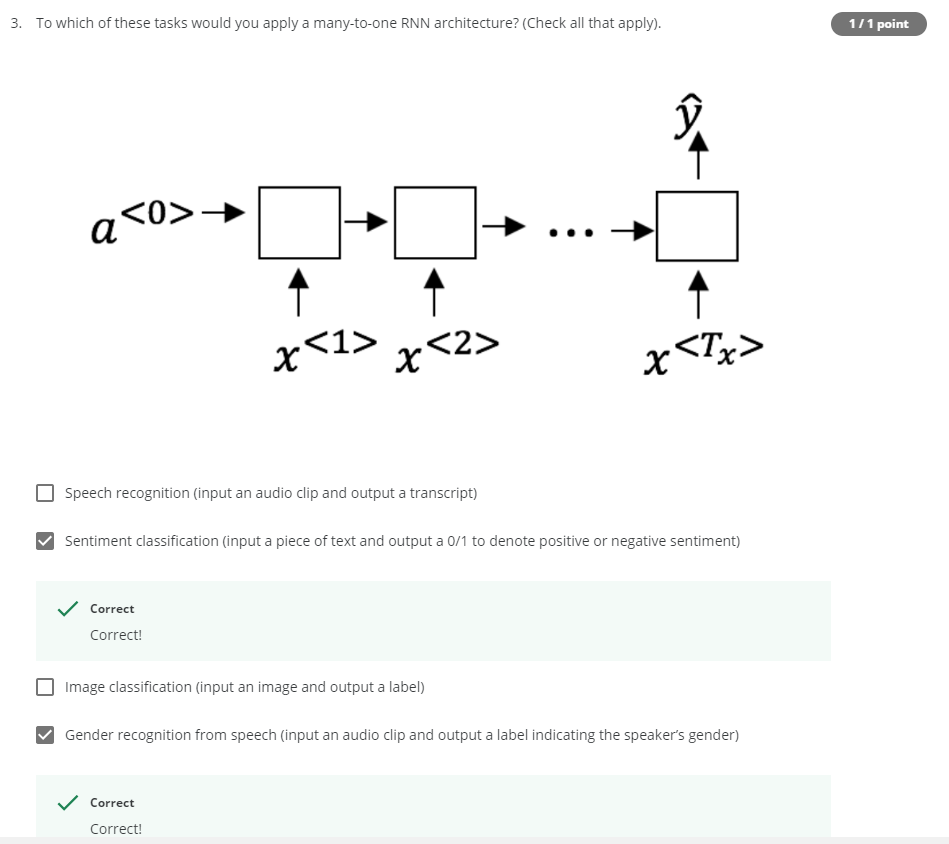 3. To which of these tasks would you apply a many-to-one RNN architecture? (Check all that apply).
1 / 1 point
ŷ
a<0>
...
x<1> x<2> x<Tx>
Speech recognition (input an audio clip and output a transcript)
Sentiment classification (input a piece of text and output a 0/1 to denote positive or negative sentiment)
Correct
Correct!
Image classification (input an image and output a label)
Gender recognition from speech (input an audio clip and output a label indicating the speaker’s gender)
Correct
Correct!